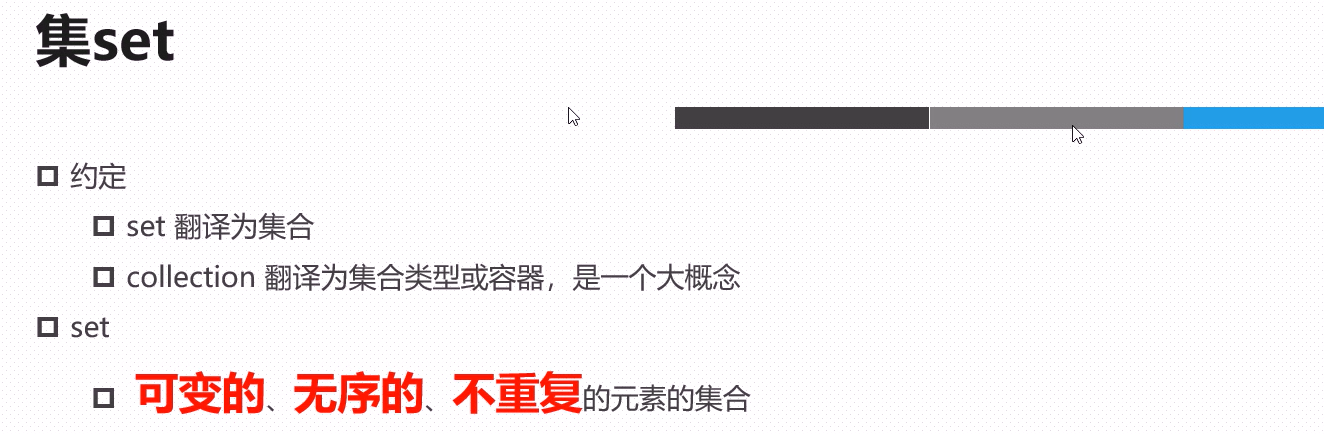 集set
约定
set 翻译为集合
collection 翻译为集合类型或容器，是一个大概念
set
可变的、无序的、不重复的元素的集合